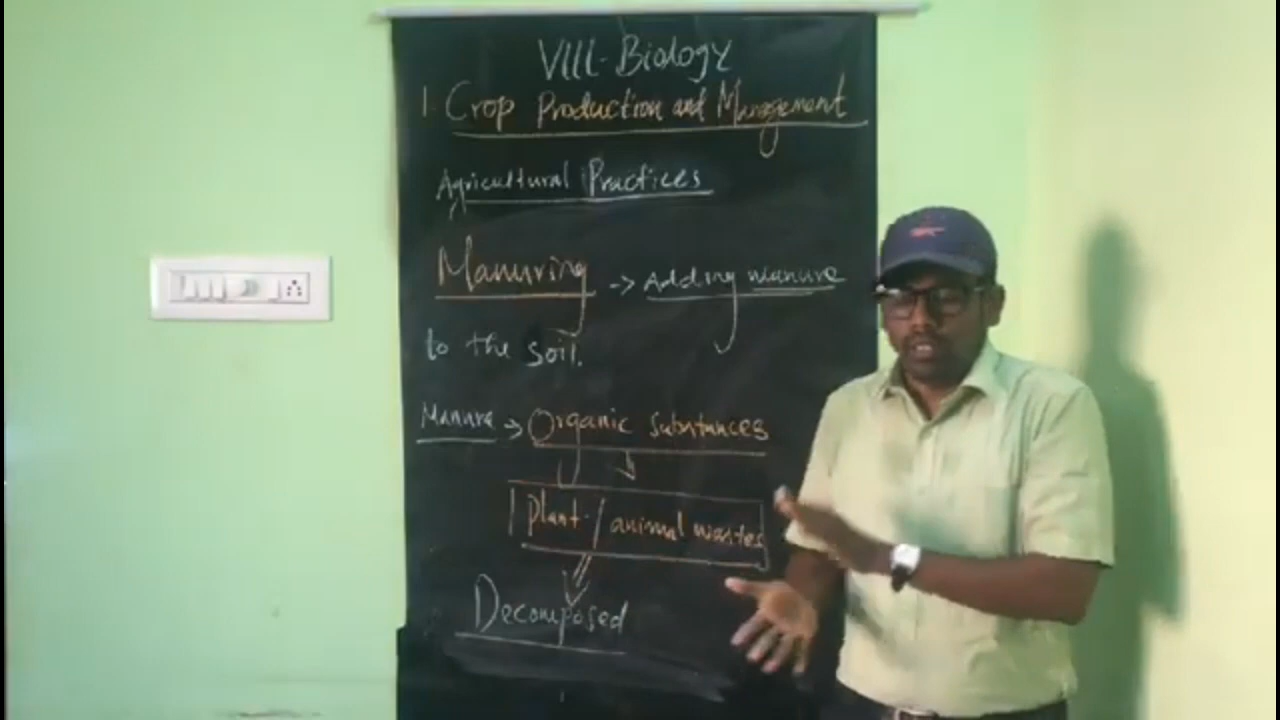 VIII-Biology
1. Crop Production and Management
Agricultural Practices
Manuring -> Adding manure
to the soil.
Manure -> Organic substances
Plant / animal wastes
Decomposed